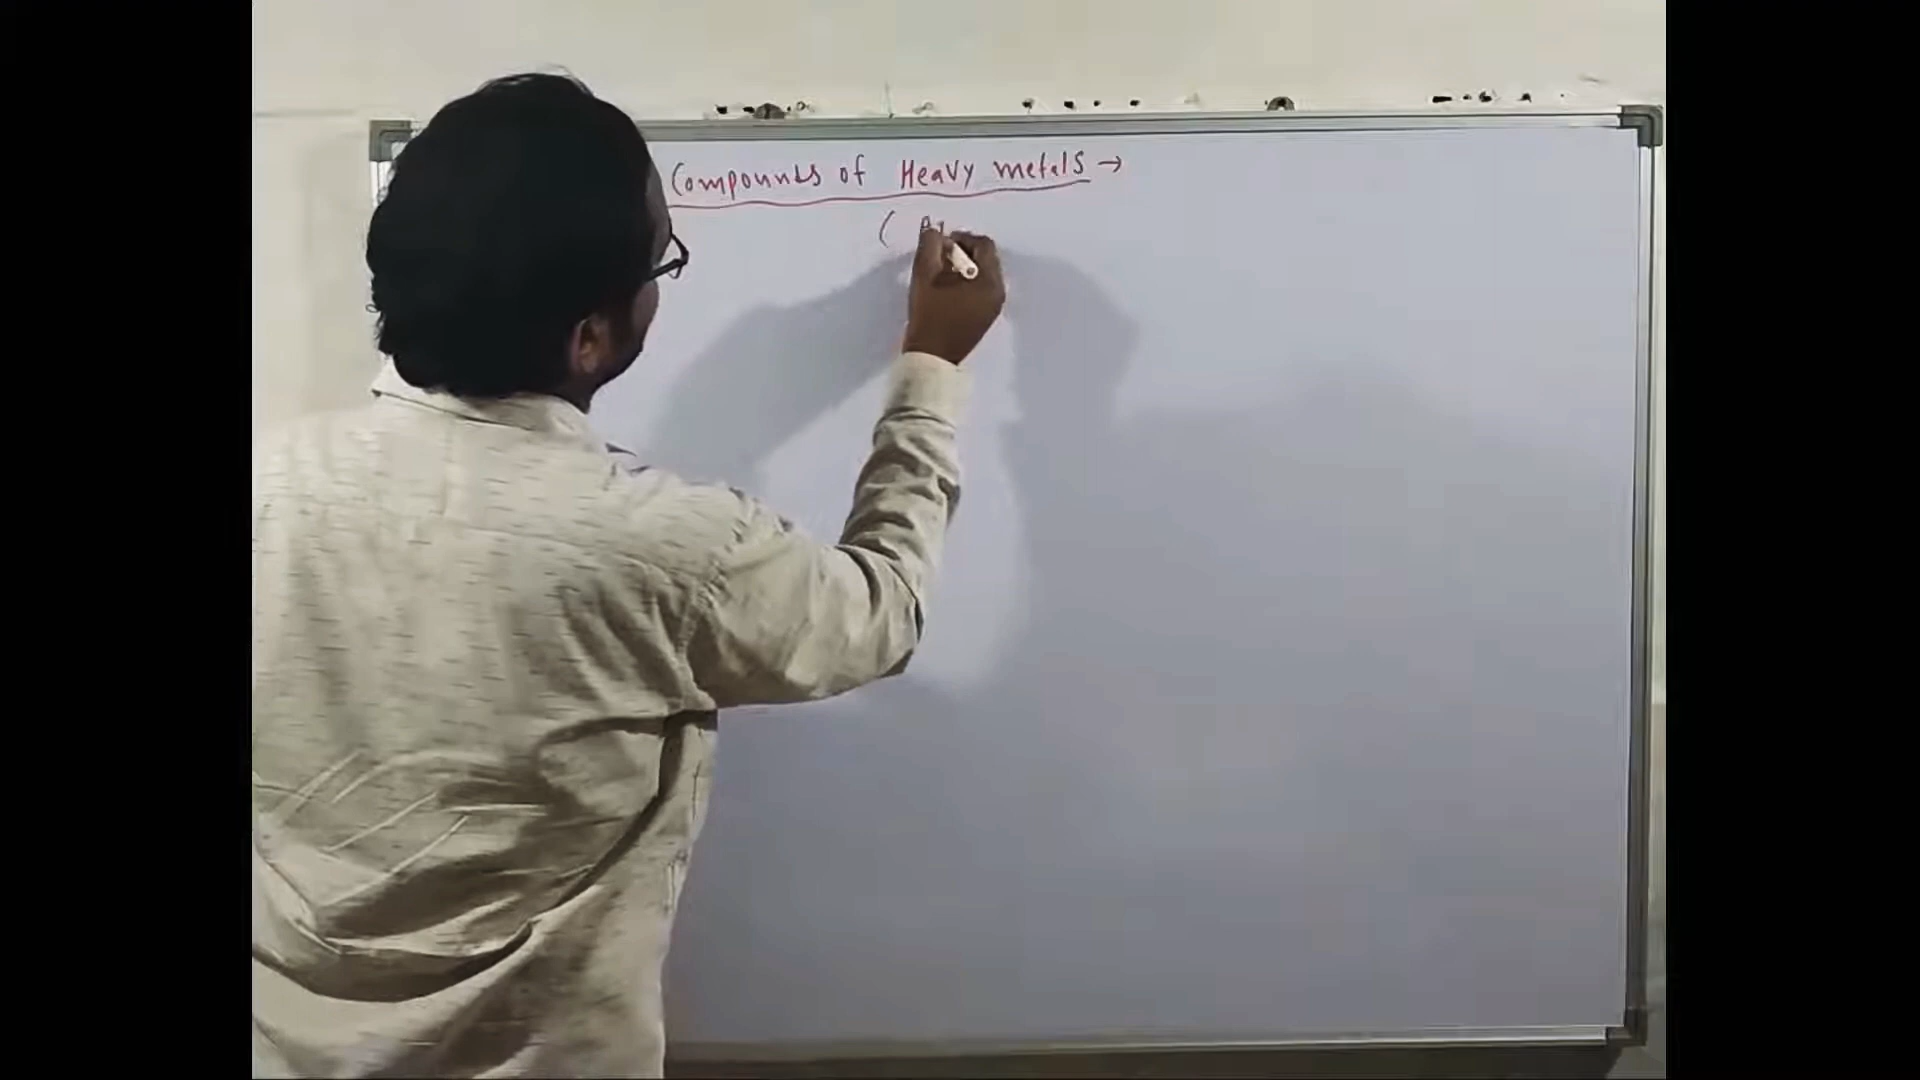 Compounds of Heavy metals →
(